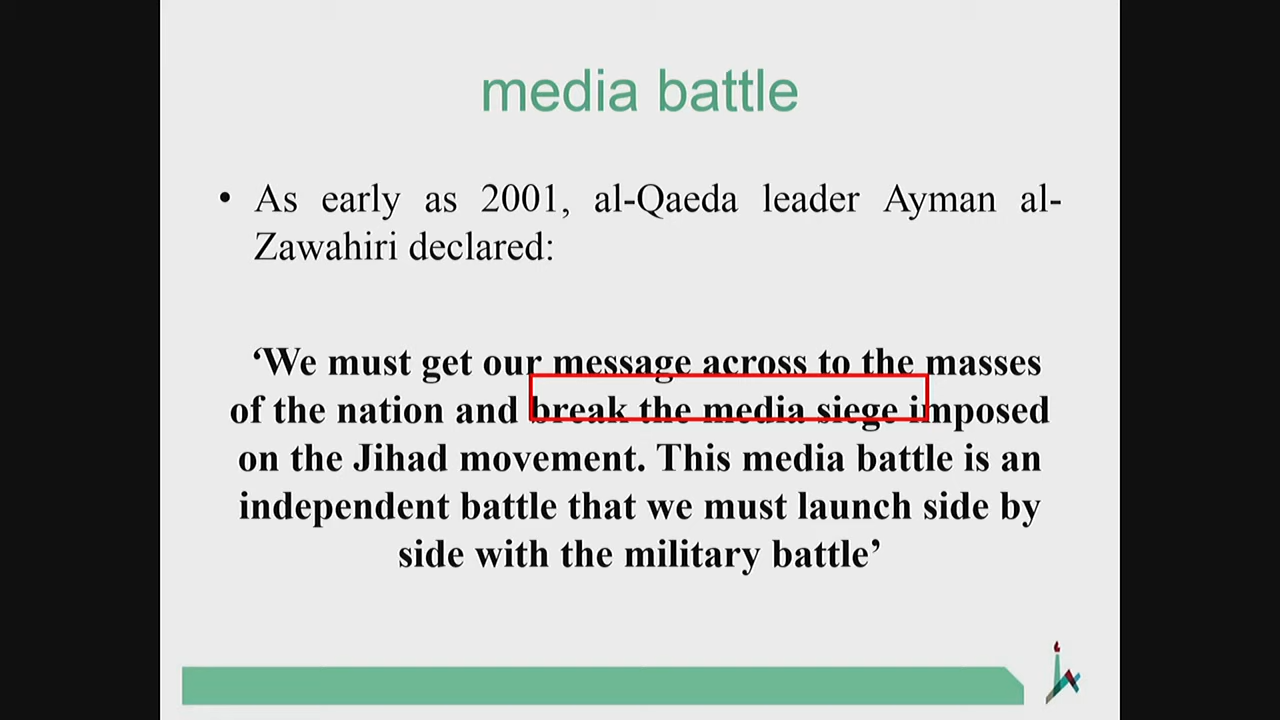 media battle
• As early as 2001, al-Qaeda leader Ayman al-
Zawahiri declared:
‘We must get our message across to the masses
of the nation and break the media siege imposed
on the Jihad movement. This media battle is an
independent battle that we must launch side by
side with the military battle’